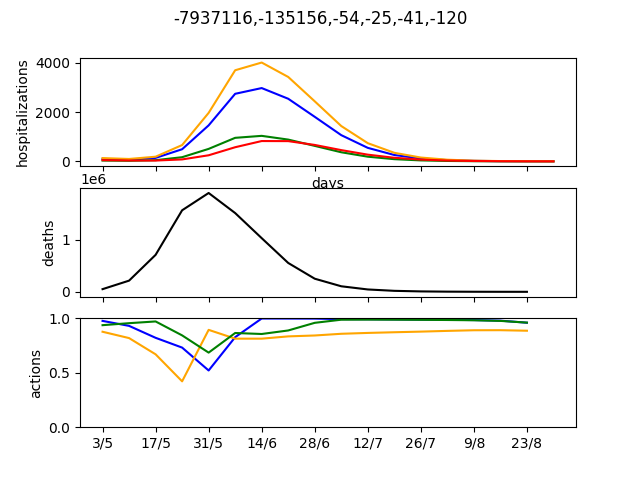 -7937116,-135156,-54,-25,-41,-120
hospitalizations
4000
2000
0
days
1e6
deaths
1
0
actions
1.0
0.5
0.0
3/5 17/5 31/5 14/6 28/6 12/7 26/7 9/8 23/8